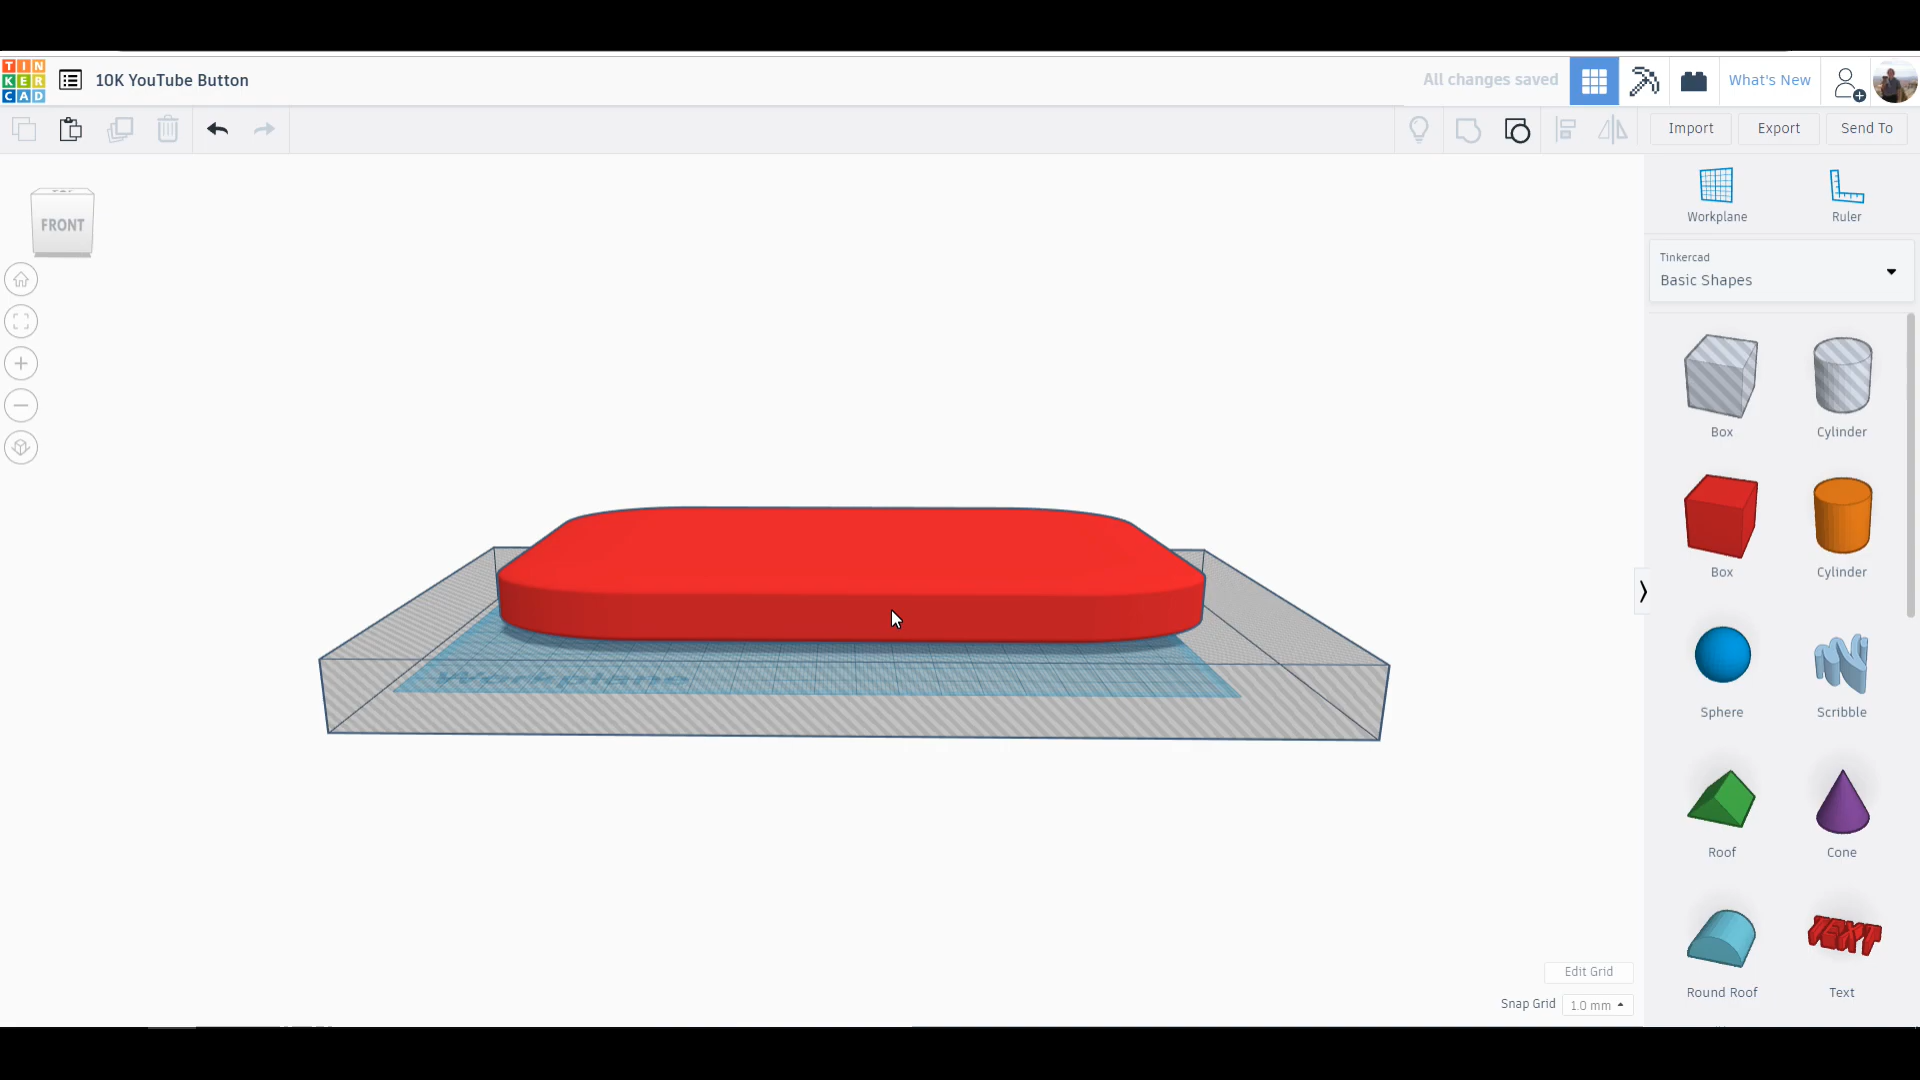 TIN
KER
CAD
10K YouTube Button
All changes saved
What's New
Import
Export
Send To
FRONT
Workplane
Ruler
Tinkercad
Basic Shapes
Box
Cylinder
Box
Cylinder
Sphere
Scribble
Roof
Cone
TEXT
Round Roof
Text
Workplane
Edit Grid
Snap Grid
1.0 mm